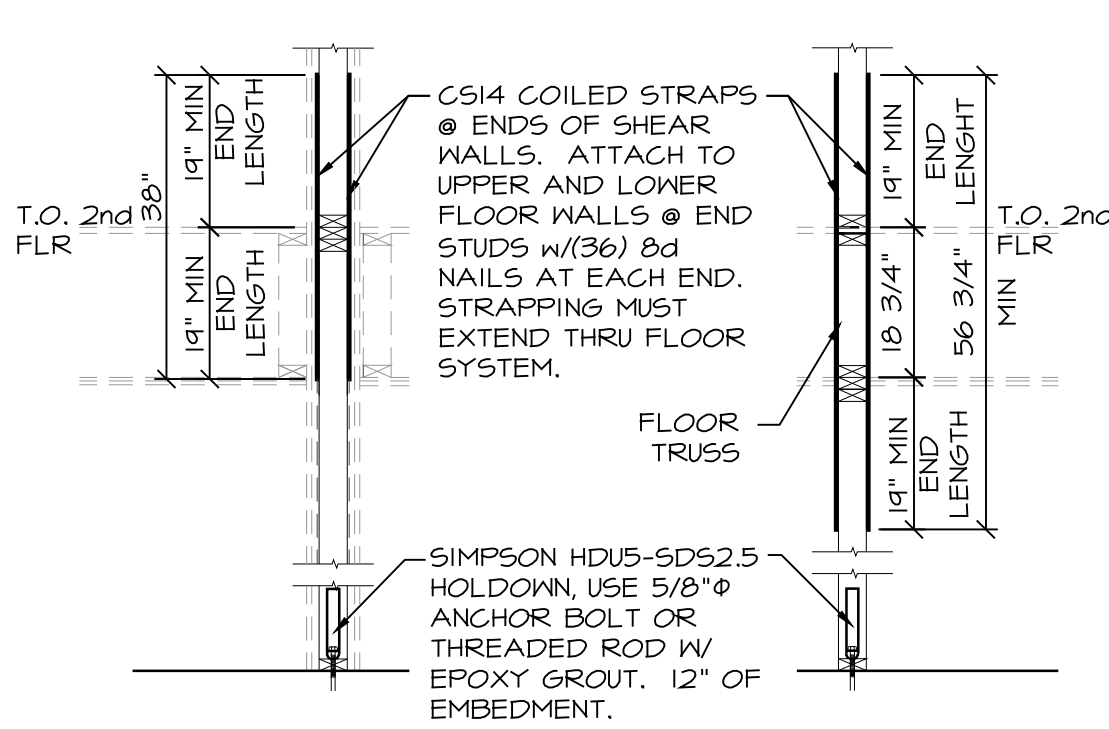 CS14 COILED STRAPS
@ ENDS OF SHEAR
WALLS.  ATTACH TO
UPPER AND LOWER
FLOOR WALLS @ END
STUDS w/(36) 8d
NAILS AT EACH END.
STRAPPING MUST
EXTEND THRU FLOOR
SYSTEM.
T.O. 2nd
FLR
38"
19" MIN
END
LENGTH
19" MIN
END
LENGTH
19" MIN
END
LENGHT
T.O. 2nd
FLR
18 3/4"
56 3/4"
MIN
19" MIN
END
LENGTH
FLOOR
TRUSS
SIMPSON HDU5-SDS2.5
HOLDOWN, USE 5/8"Φ
ANCHOR BOLT OR
THREADED ROD W/
EPOXY GROUT.  12" OF
EMBEDMENT.